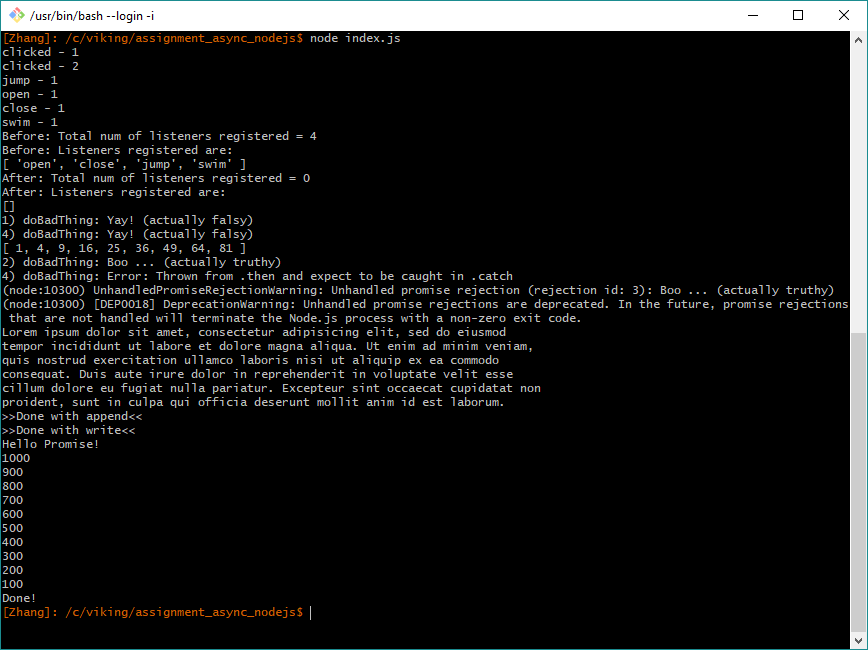 /usr/bin/bash --login -i
[Zhang]: /c/viking/assignment_async_nodejs$ node index.js
clicked - 1
clicked - 2
jump - 1
open - 1
close - 1
swim - 1
Before: Total num of listeners registered = 4
Before: Listeners registered are:
[ 'open', 'close', 'jump', 'swim' ]
After: Total num of listeners registered = 0
After: Listeners registered are:
[]
1) doBadThing: Yay! (actually falsy)
4) doBadThing: Yay! (actually falsy)
[ 1, 4, 9, 16, 25, 36, 49, 64, 81 ]
2) doBadThing: Boo ... (actually truthy)
4) doBadThing: Error: Thrown from .then and expect to be caught in .catch
(node:10300) UnhandledPromiseRejectionWarning: Unhandled promise rejection (rejection id: 3): Boo ... (actually truthy)
(node:10300) [DEP0018] DeprecationWarning: Unhandled promise rejections are deprecated. In the future, promise rejections
 that are not handled will terminate the Node.js process with a non-zero exit code.
Lorem ipsum dolor sit amet, consectetur adipisicing elit, sed do eiusmod
tempor incididunt ut labore et dolore magna aliqua. Ut enim ad minim veniam,
quis nostrud exercitation ullamco laboris nisi ut aliquip ex ea commodo
consequat. Duis aute irure dolor in reprehenderit in voluptate velit esse
cillum dolore eu fugiat nulla pariatur. Excepteur sint occaecat cupidatat non
proident, sunt in culpa qui officia deserunt mollit anim id est laborum.
>>Done with append<<
>>Done with write<<
Hello Promise!
1000
900
800
700
600
500
400
300
200
100
Done!
[Zhang]: /c/viking/assignment_async_nodejs$